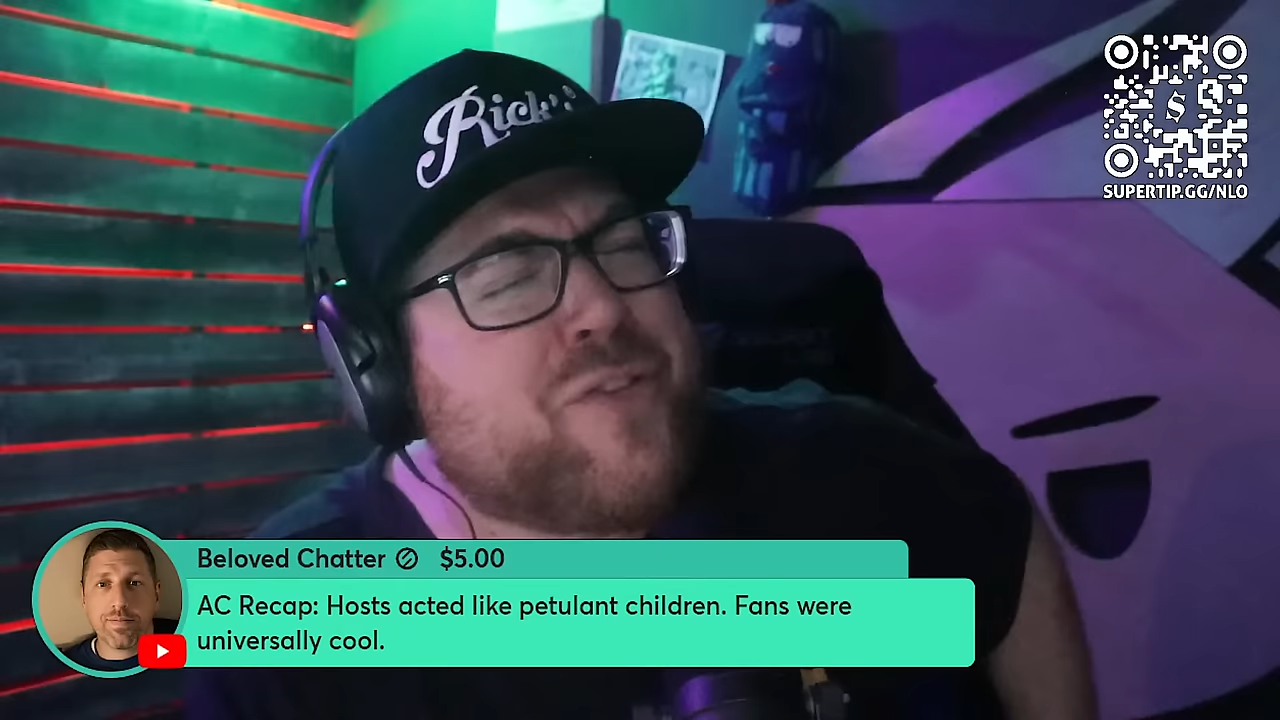 Rick's
SUPERTIP.GG/NLO
Beloved Chatter $5.00
AC Recap: Hosts acted like petulant children. Fans were
universally cool.